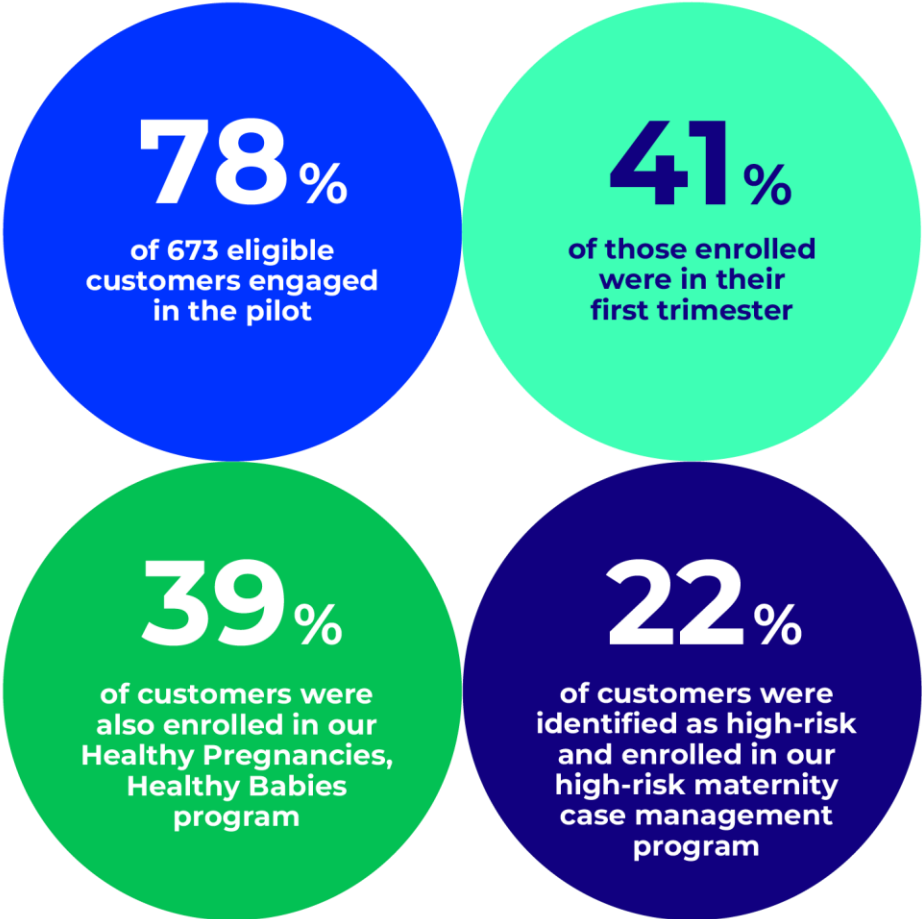 78%
of 673 eligible
customers engaged
in the pilot
41%
of those enrolled
were in their
first trimester
39%
of customers were
also enrolled in our
Healthy Pregnancies,
Healthy Babies
program
22%
of customers were
identified as high-risk
and enrolled in our
high-risk maternity
case management
program